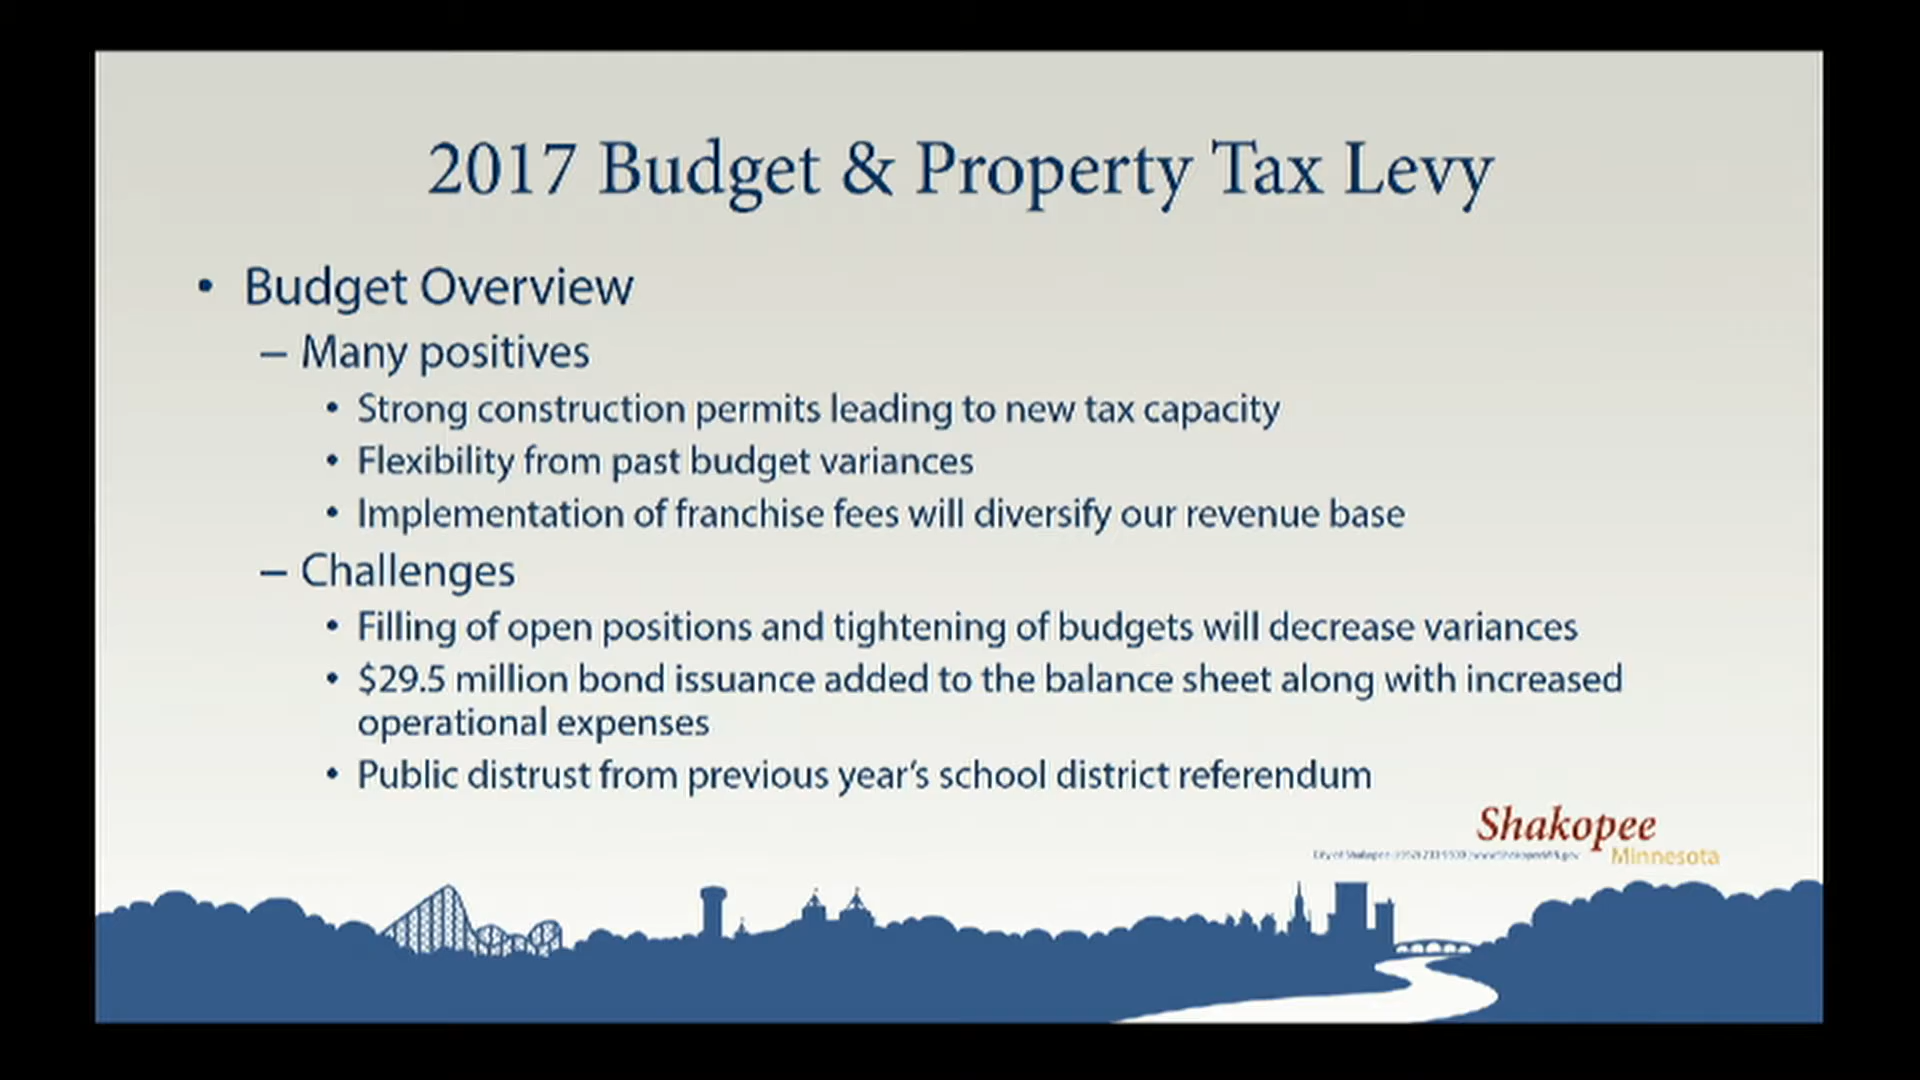 2017 Budget & Property Tax Levy
• Budget Overview
– Many positives
• Strong construction permits leading to new tax capacity
• Flexibility from past budget variances
• Implementation of franchise fees will diversify our revenue base
– Challenges
• Filling of open positions and tightening of budgets will decrease variances
• $29.5 million bond issuance added to the balance sheet along with increased
operational expenses
• Public distrust from previous year’s school district referendum
Shakopee
City of Shakopee
Minnesota